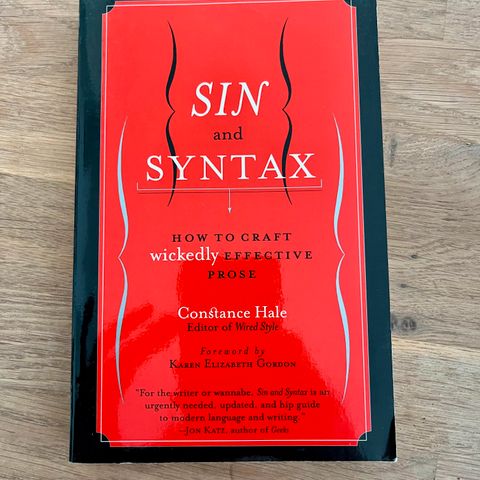 SIN
and
SYNTAX
HOW TO CRAFT
wickedly EFFECTIVE
PROSE
Constance Hale
Editor of Wired Style
Foreword by
KAREN ELIZABETH GORDON
"For the writer or wannabe, Sin and Syntax is an
urgently needed, updated, and hip guide
to modern language and writing."
—JON KATZ, author of Geeks